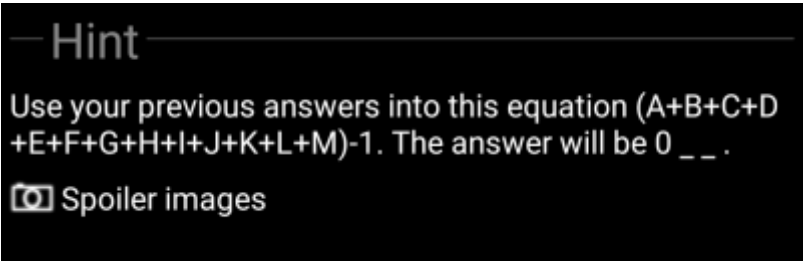 Hint
Use your previous answers into this equation (A+B+C+D
+E+F+G+H+I+J+K+L+M)-1. The answer will be 0 _ _ .
Spoiler images